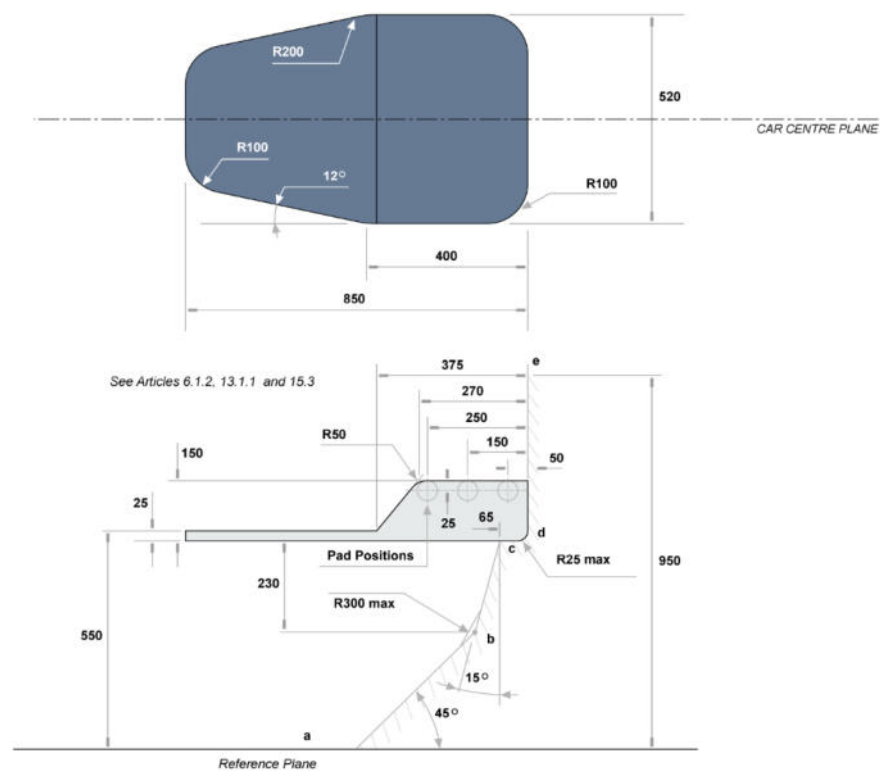 R200
520
CAR CENTRE PLANE
R100
12°
R100
400
850
e
375
See Articles 6.1.2, 13.1.1 and 15.3
270
250
R50
150
150
50
25
25
65
d
Pad Positions
c
R25 max
950
230
R300 max
550
b
15°
45°
a
Reference Plane